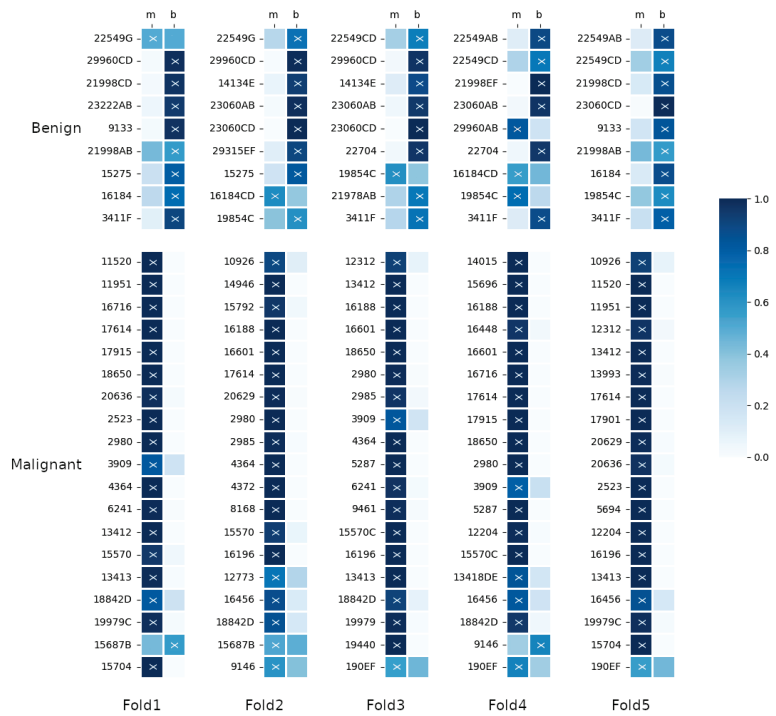 m b m b m b m b m b
22549G 22549G 22549CD 22549AB 22549AB
29960CD 29960CD 29960CD 22549CD 22549CD
21998CD 14134E 14134E 21998EF 21998CD
23222AB 23060AB 23060AB 23060AB 23060CD
Benign 9133 23060CD 23060CD 29960AB 9133
21998AB 29315EF 22704 22704 21998AB
15275 15275 19854C 16184CD 16184
16184 16184CD 21978AB 19854C 19854C
3411F 19854C 3411F 3411F 3411F
1.0
0.8
0.6
0.4
0.2
0.0
11520 10926 12312 14015 10926
11951 14946 13412 15696 11520
16716 15792 16188 16188 11951
17614 16188 16601 16448 12312
17915 16601 18650 16601 13412
18650 17614 2980 16716 13993
20636 20629 2985 17614 17614
2523 2980 3909 17915 17901
2980 2985 4364 18650 20629
Malignant 3909 4364 5287 2980 20636
4364 4372 6241 3909 2523
6241 8168 9461 5287 5694
13412 15570 15570C 12204 12204
15570 16196 16196 15570C 16196
13413 12773 13413 13418DE 13413
18842D 16456 18842D 16456 16456
19979C 18842D 19979 18842D 19979C
15687B 15687B 19440 9146 15704
15704 9146 190EF 190EF 190EF
Fold1 Fold2 Fold3 Fold4 Fold5